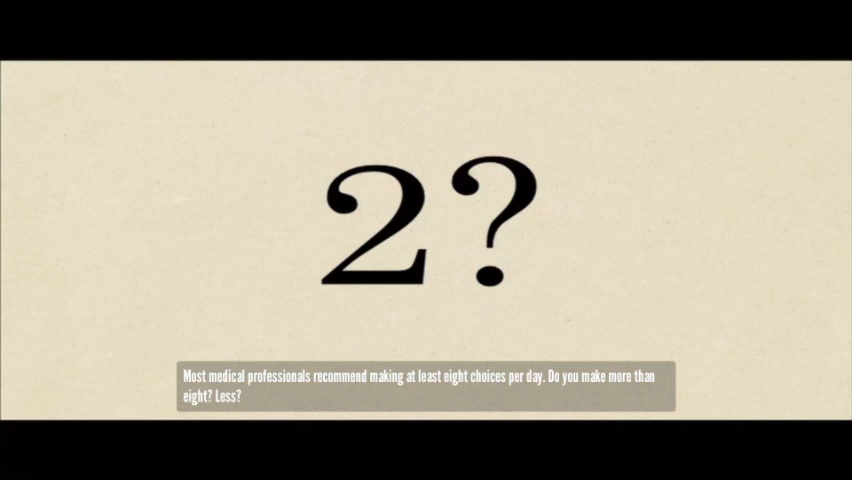 2?
Most medical professionals recommend making at least eight choices per day. Do you make more than
eight? Less?